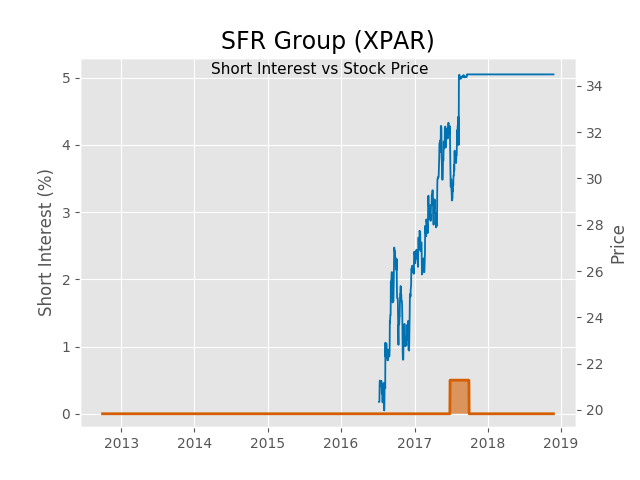 SFR Group (XPAR)
Short Interest vs Stock Price
Short Interest (%)
5
4
3
2
1
0
34
32
30
28
26
24
22
20
Price
2013 2014 2015 2016 2017 2018 2019